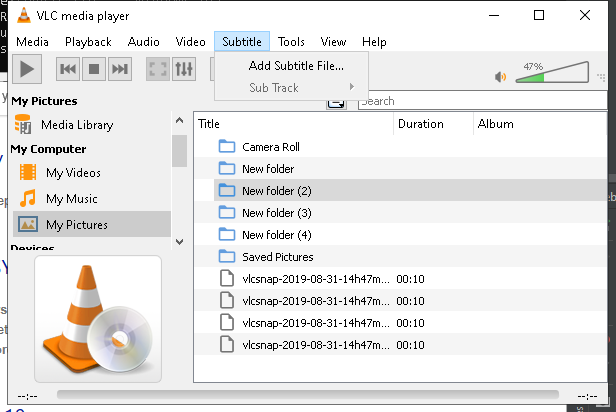 VLC media player
Media Playback Audio Video Subtitle Tools View Help
Add Subtitle File...
Sub Track
47%
Search
My Pictures
Media Library
My Computer
My Videos
My Music
My Pictures
Devices
Title Duration Album
Camera Roll
New folder
New folder (2)
New folder (3)
New folder (4)
Saved Pictures
vlcsnap-2019-08-31-14h47m... 00:10
vlcsnap-2019-08-31-14h47m... 00:10
vlcsnap-2019-08-31-14h47m... 00:10
vlcsnap-2019-08-31-14h47m... 00:10
--:-- --:--